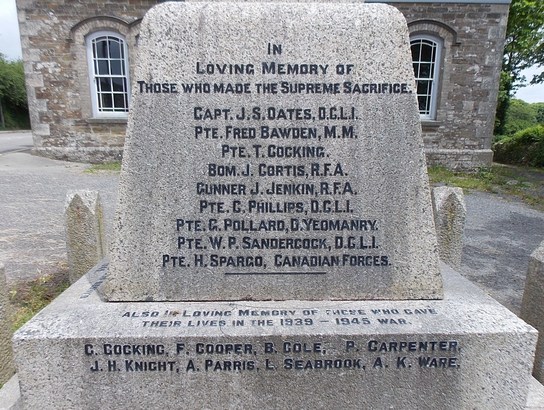 IN
LOVING MEMORY OF
THOSE WHO MADE THE SUPREME SACRIFICE.
CAPT. J. S. OATES, D.C.L.I.
PTE. FRED BAWDEN, M.M.
PTE. T. COCKING.
BOM. J. CORTIS, R.F.A.
GUNNER J. JENKIN, R.F.A.
PTE. C. PHILLIPS, D.C.L.I.
PTE. G. POLLARD, D. YEOMANRY.
PTE. W. P. SANDERCOCK, D.C.L.I.
PTE. H. SPARGO, CANADIAN FORCES.
ALSO IN LOVING MEMORY OF THOSE WHO GAVE
THEIR LIVES IN THE 1939 – 1945 WAR.
C. COCKING, F. COOPER, B. COLE, P. CARPENTER,
J. H. KNIGHT, A. PARRIS, L. SEABROOK, A. K. WARE.